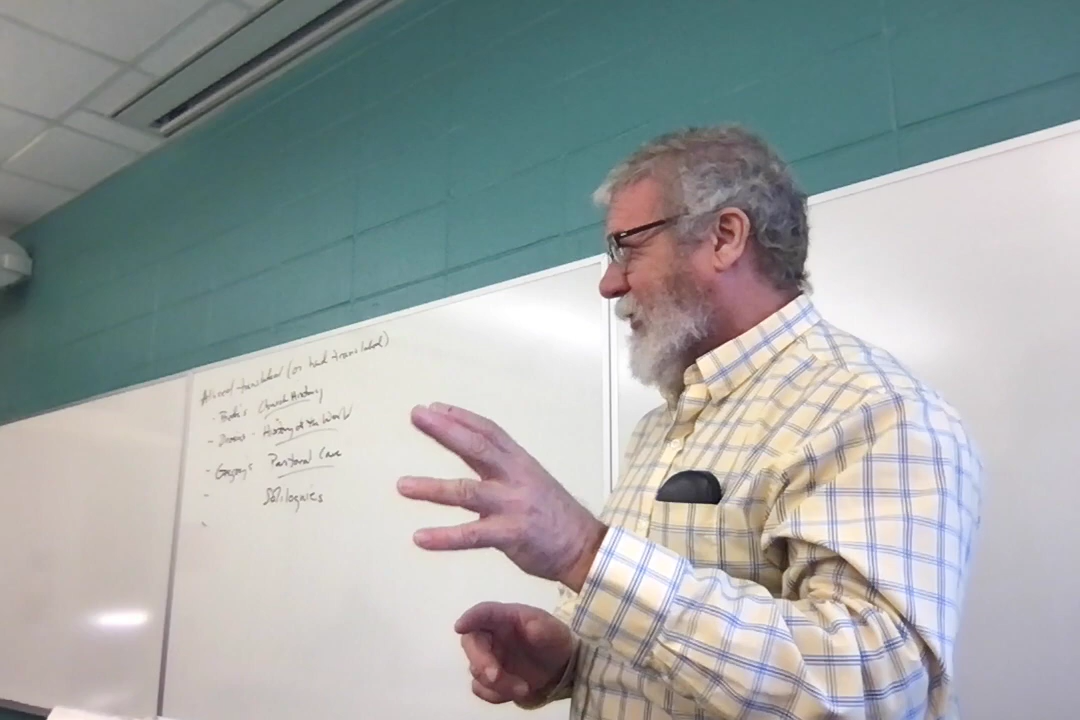 Alfred translated (or had translated)
- Bede's Church History
- Orosius - History of the World
- Gregory's Pastoral Care
- Soliloquies
-